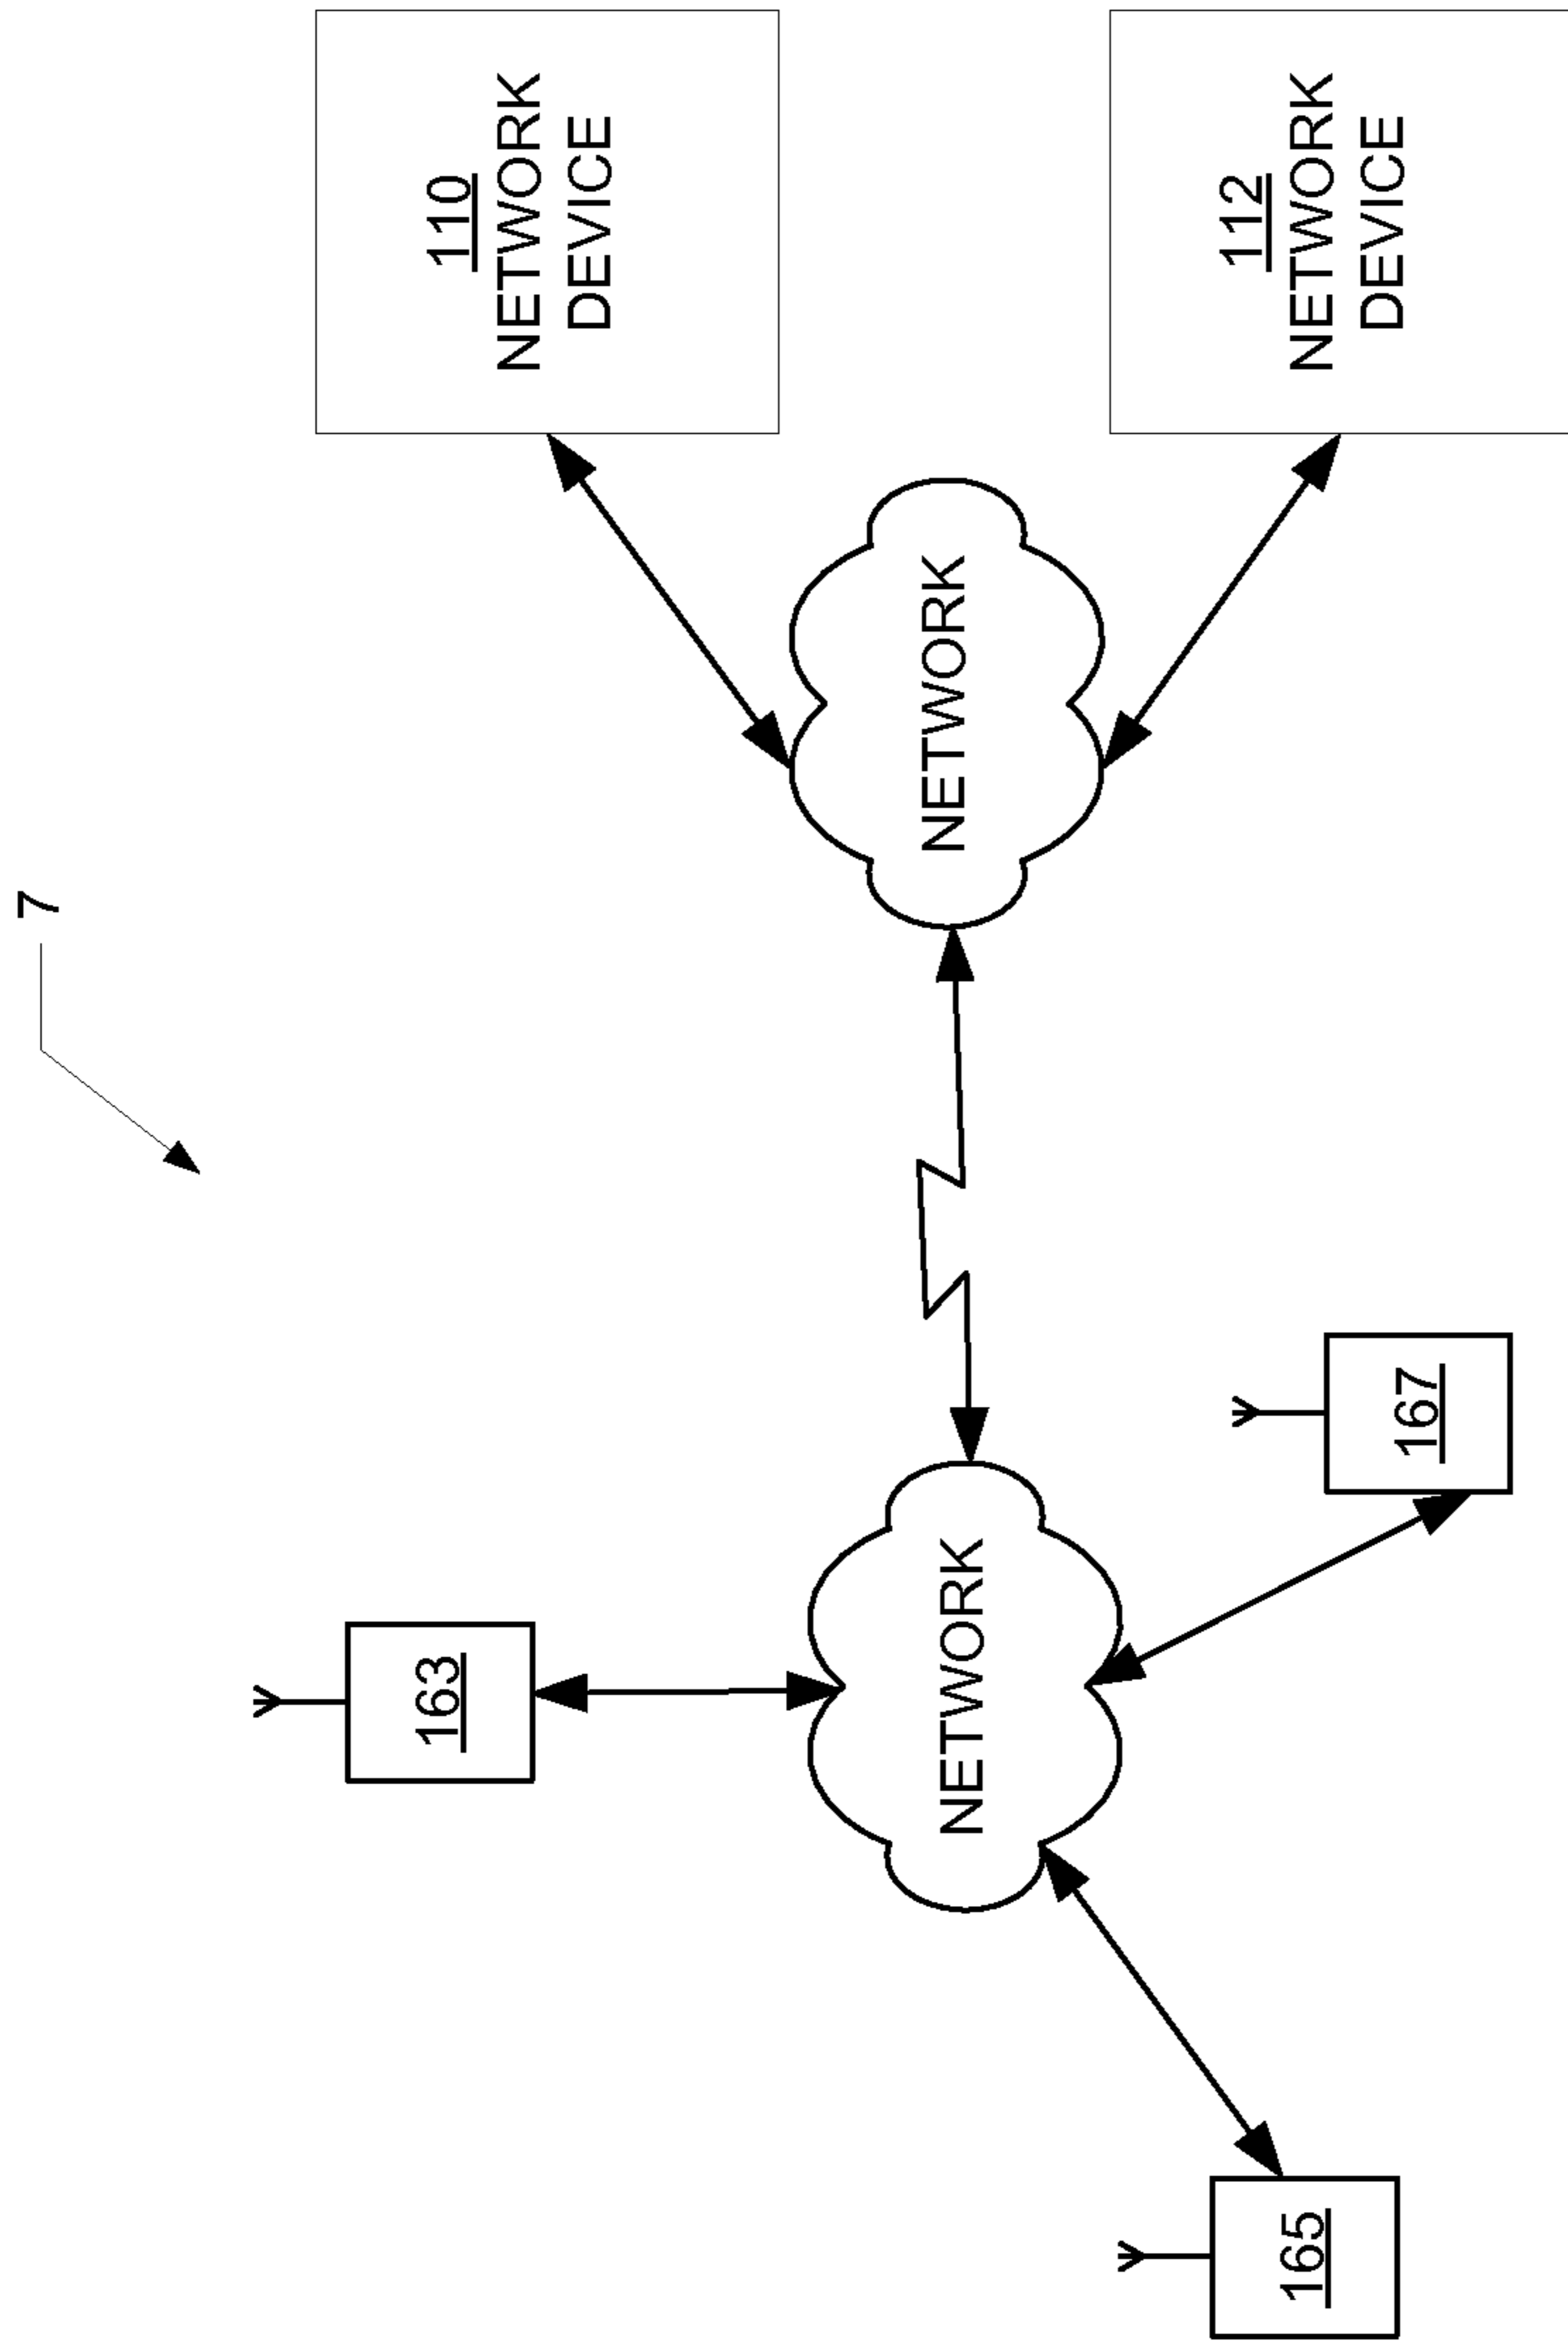 7
110
NETWORK
DEVICE
112
NETWORK
DEVICE
NETWORK
163
NETWORK
167
165